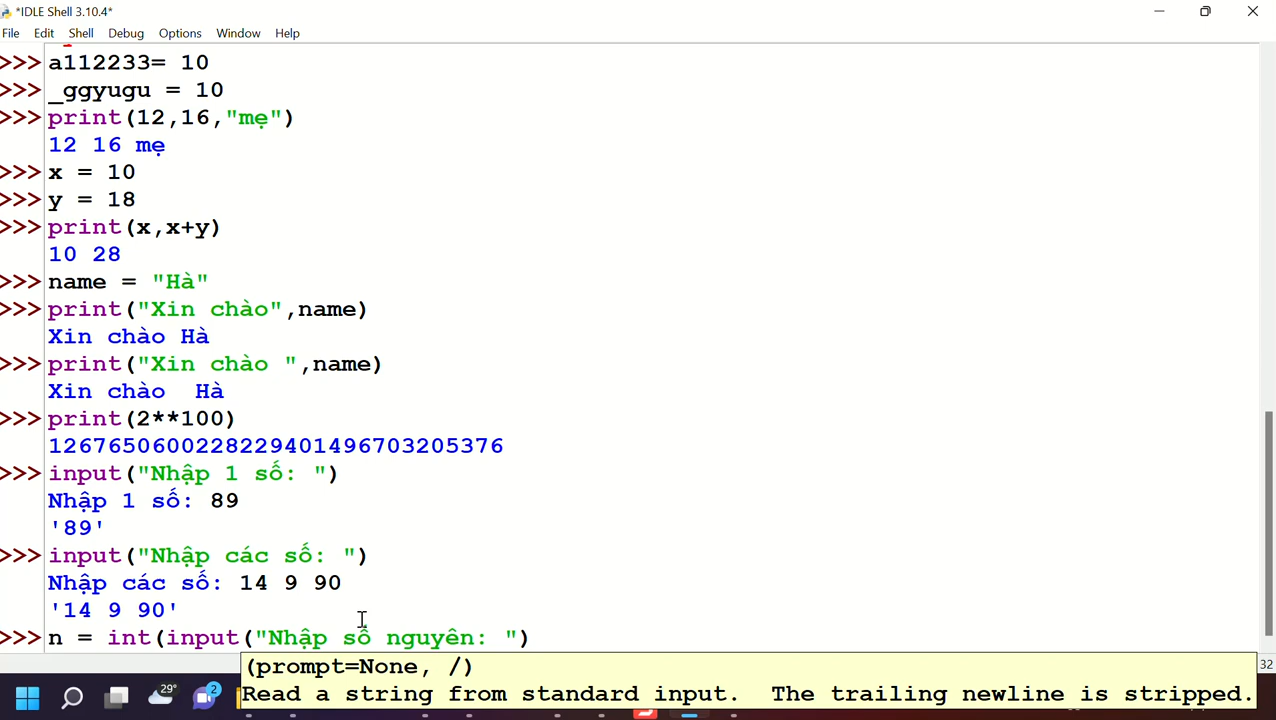 *IDLE Shell 3.10.4*
File Edit Shell Debug Options Window Help
>>> a112233= 10
>>> _ggyugu = 10
>>> print(12,16,"mẹ")
12 16 mẹ
>>> x = 10
>>> y = 18
>>> print(x,x+y)
10 28
>>> name = "Hà"
>>> print("Xin chào",name)
Xin chào Hà
>>> print("Xin chào ",name)
Xin chào  Hà
>>> print(2**100)
1267650600228229401496703205376
>>> input("Nhập 1 số: ")
Nhập 1 số: 89
'89'
>>> input("Nhập các số: ")
Nhập các số: 14 9 90
'14 9 90'
>>> n = int(input("Nhập số nguyên: ")
(prompt=None, /)
Read a string from standard input.  The trailing newline is stripped.
32
29°
2